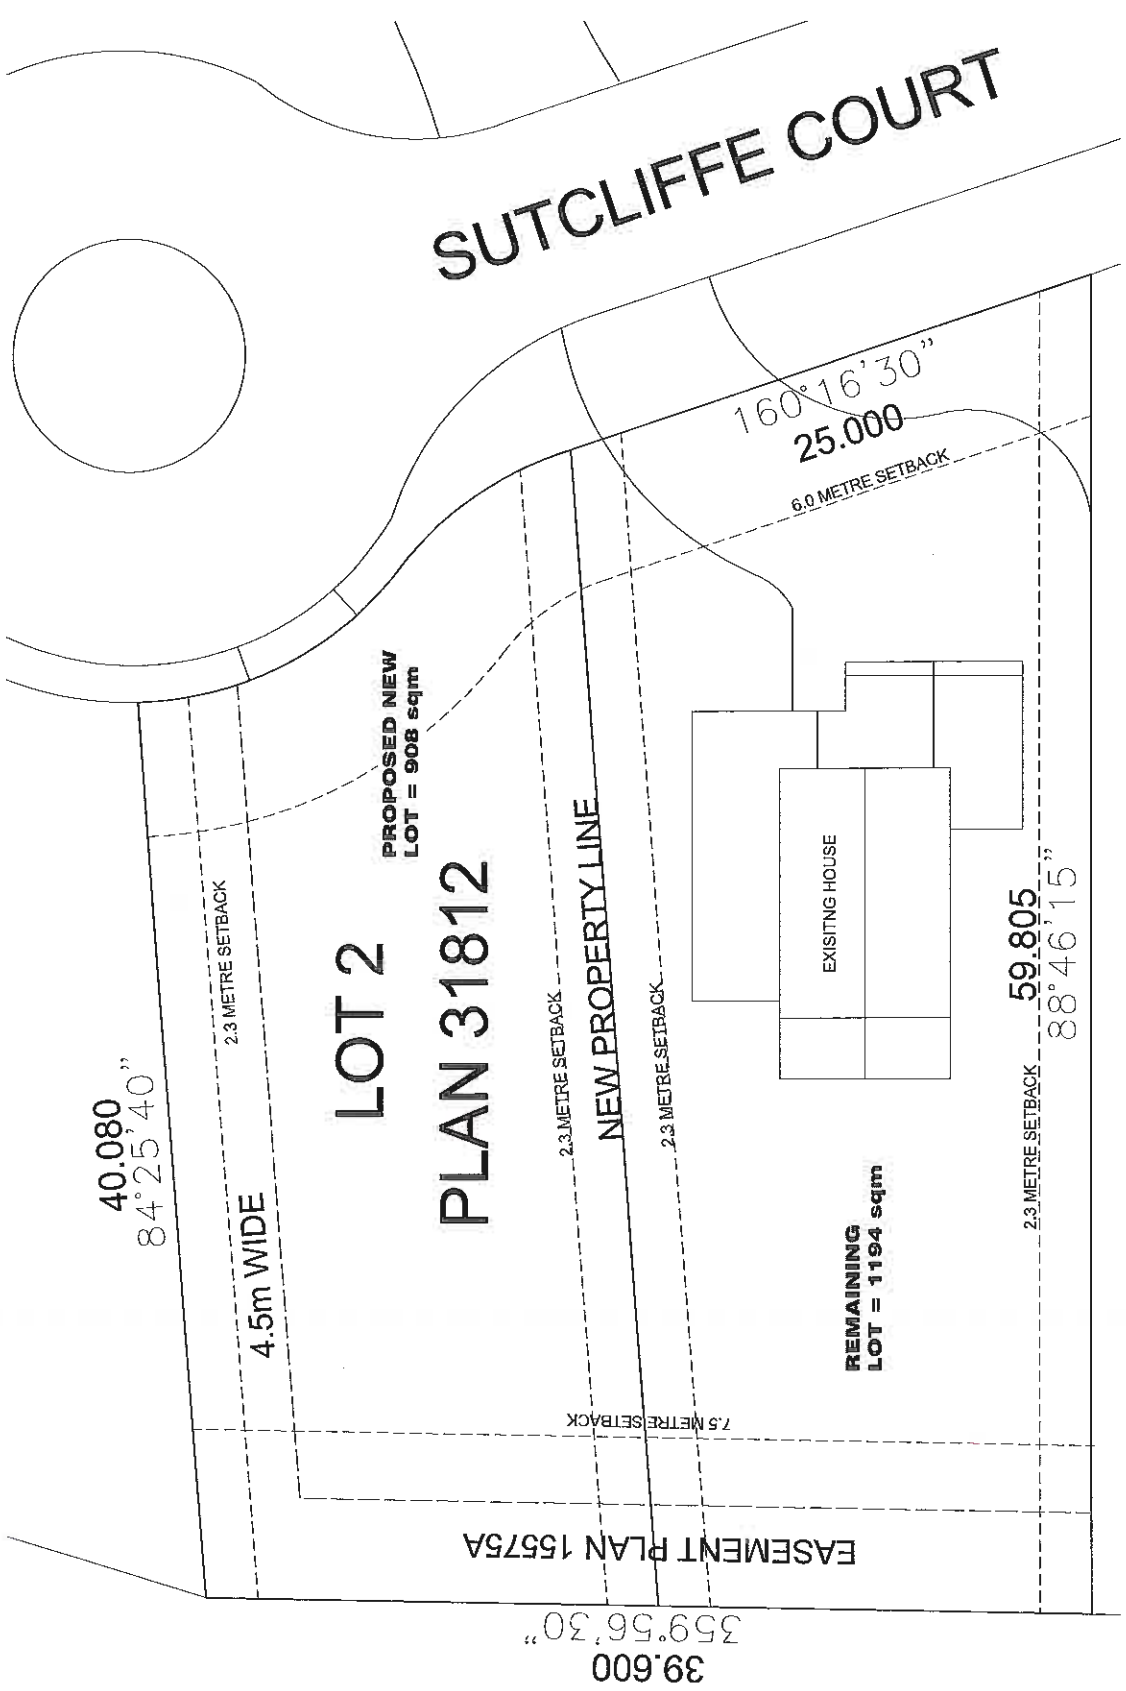 SUTCLIFFE COURT
160°16'30"
25.000
6.0 METRE SETBACK
PROPOSED NEW
LOT = 908 sqm
LOT 2
PLAN 31812
2.3 METRE SETBACK
40.080
84°25'40"
4.5m WIDE
2.3 METRE SETBACK
NEW PROPERTY LINE
2.3 METRE SETBACK
EXISITNG HOUSE
59.805
88°46'15"
2.3 METRE SETBACK
REMAINING
LOT = 1194 sqm
7.5 METRE SETBACK
EASEMENT PLAN 15575A
359°56'30"
39.600